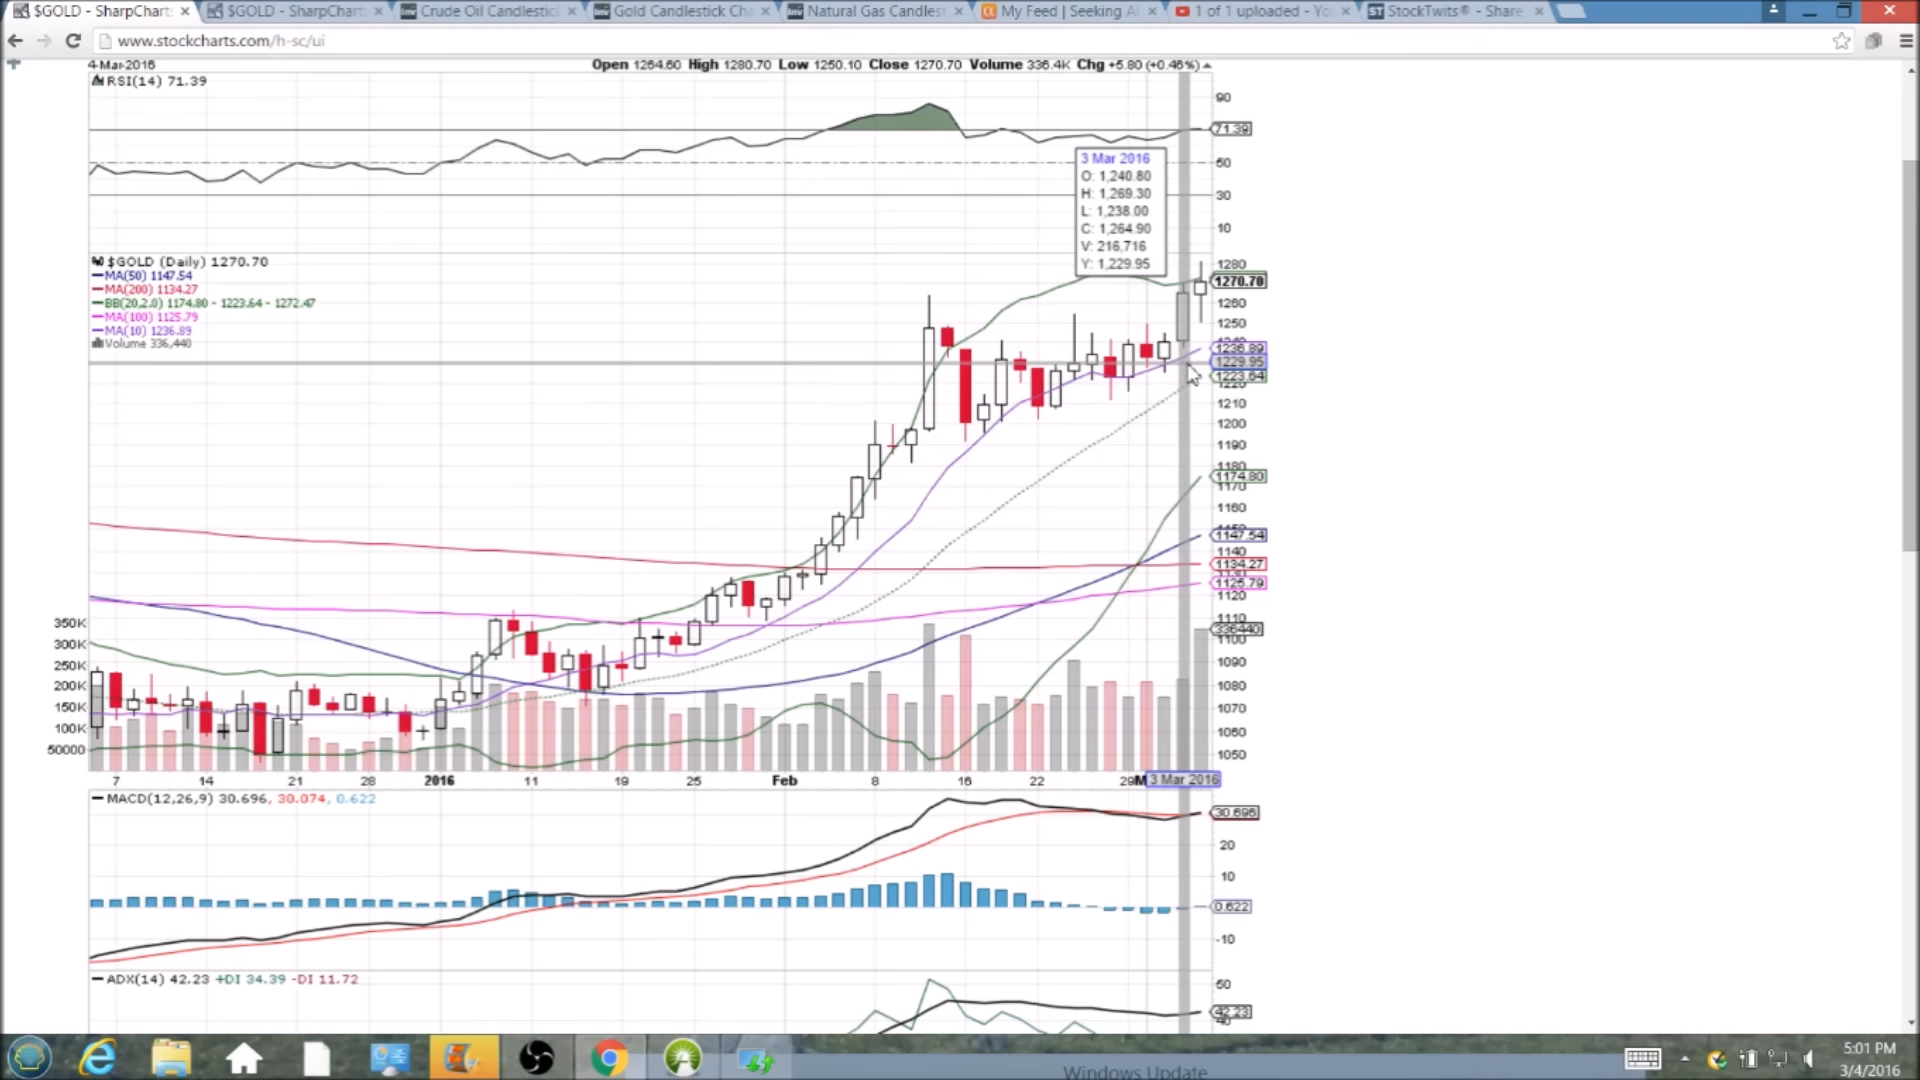 $GOLD - SharpChart
$GOLD - SharpChart
Crude Oil Candlestick
Gold Candlestick Cha
Natural Gas Candlest
My Feed | Seeking Al
1 of 1 uploaded - Yo
StockTwits® - Share
www.stockcharts.com/h-sc/ui
4-Mar-2016
Open 1264.60 High 1280.70 Low 1250.10 Close 1270.70 Volume 336.4K Chg +5.80 (+0.46%)
RSI(14) 71.39
90
71.39
50
30
10
3 Mar 2016
O: 1,240.80
H: 1,269.30
L: 1,238.00
C: 1,264.90
V: 216,716
Y: 1,229.95
$GOLD (Daily) 1270.70
MA(50) 1147.54
MA(200) 1134.27
BB(20,2.0) 1174.80 - 1223.64 - 1272.47
MA(100) 1125.79
MA(10) 1236.89
Volume 336,440
1280
1270.70
1260
1250
1236.89
1229.95
1223.64
1210
1200
1190
1180
1174.80
1170
1160
1147.54
1140
1134.27
1125.79
1120
1110
336440
1100
1090
1080
1070
1060
1050
350K
300K
250K
200K
150K
100K
50000
7 14 21 28 2016 11 19 25 Feb 8 16 22 29 M 3 Mar 2016
MACD(12,26,9) 30.696, 30.074, 0.622
30.696
20
10
0.622
-10
ADX(14) 42.23 +DI 34.39 -DI 11.72
50
42.23
Windows Update
5:01 PM
3/4/2016